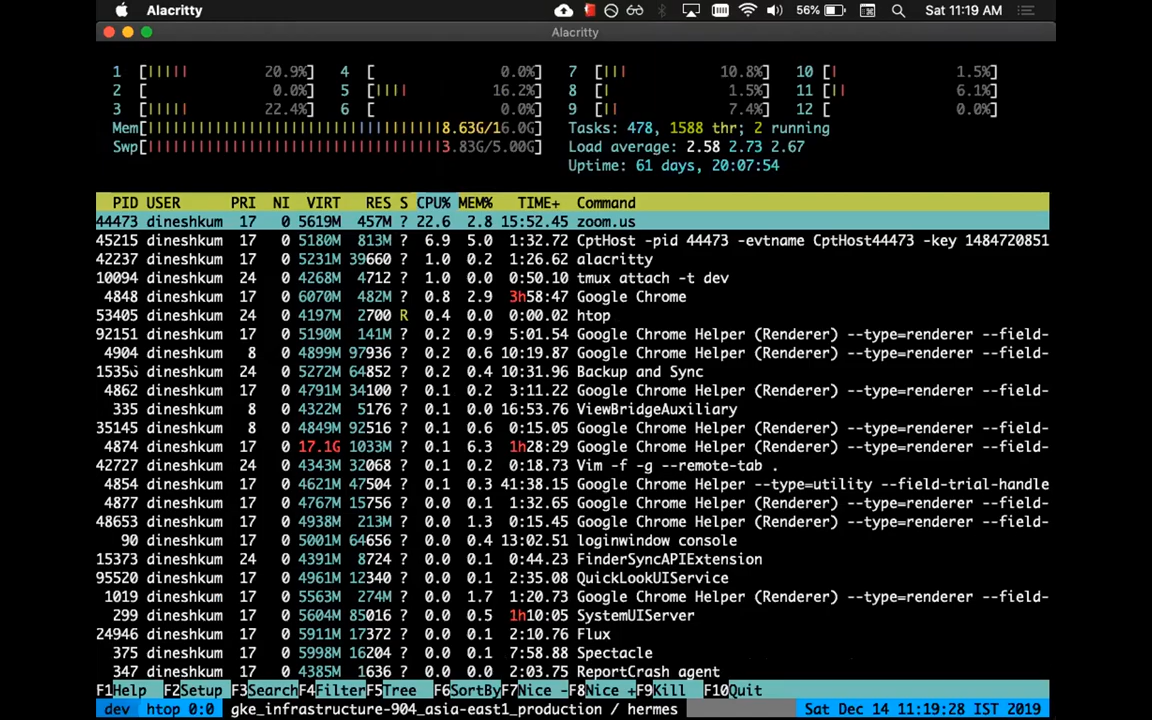 Alacritty 56% Sat 11:19 AM
Alacritty
1 [||||| 20.9%] 4 [ 0.0%] 7 [||| 10.8%] 10 [| 1.5%]
2 [ 0.0%] 5 [|||| 16.2%] 8 [| 1.5%] 11 [|| 6.1%]
3 [||||| 22.4%] 6 [ 0.0%] 9 [|| 7.4%] 12 [ 0.0%]
Mem[||||||||||||||||||||||||||||||||||||8.63G/16.0G] Tasks: 478, 1588 thr; 2 running
Swp[||||||||||||||||||||||||||||||||||||3.83G/5.00G] Load average: 2.58 2.73 2.67
Uptime: 61 days, 20:07:54
PID USER PRI NI VIRT RES S CPU% MEM% TIME+ Command
44473 dineshkum 17 0 5619M 457M ? 22.6 2.8 15:52.45 zoom.us
45215 dineshkum 17 0 5180M 813M ? 6.9 5.0 1:32.72 CptHost -pid 44473 -evtname CptHost44473 -key 1484720851
42237 dineshkum 17 0 5231M 39660 ? 1.0 0.2 1:26.62 alacritty
10094 dineshkum 24 0 4268M 4712 ? 1.0 0.0 0:50.10 tmux attach -t dev
4848 dineshkum 17 0 6070M 482M ? 0.8 2.9 3h58:47 Google Chrome
53405 dineshkum 24 0 4197M 2700 R 0.4 0.0 0:00.02 htop
92151 dineshkum 17 0 5190M 141M ? 0.2 0.9 5:01.54 Google Chrome Helper (Renderer) --type=renderer --field-
4904 dineshkum 8 0 4899M 97936 ? 0.2 0.6 10:19.87 Google Chrome Helper (Renderer) --type=renderer --field-
15356 dineshkum 24 0 5272M 64852 ? 0.2 0.4 10:31.96 Backup and Sync
4862 dineshkum 17 0 4791M 34100 ? 0.1 0.2 3:11.22 Google Chrome Helper (Renderer) --type=renderer --field-
335 dineshkum 8 0 4322M 5176 ? 0.1 0.0 16:53.76 ViewBridgeAuxiliary
35145 dineshkum 8 0 4849M 92516 ? 0.1 0.6 0:15.05 Google Chrome Helper (Renderer) --type=renderer --field-
4874 dineshkum 17 0 17.1G 1033M ? 0.1 6.3 1h28:29 Google Chrome Helper (Renderer) --type=renderer --field-
42727 dineshkum 24 0 4343M 32068 ? 0.1 0.2 0:18.73 Vim -f -g --remote-tab .
4854 dineshkum 17 0 4621M 47504 ? 0.1 0.3 41:38.15 Google Chrome Helper --type=utility --field-trial-handle
4877 dineshkum 17 0 4767M 15756 ? 0.0 0.1 1:32.65 Google Chrome Helper (Renderer) --type=renderer --field-
48653 dineshkum 17 0 4938M 213M ? 0.0 1.3 0:15.45 Google Chrome Helper (Renderer) --type=renderer --field-
90 dineshkum 17 0 5001M 64656 ? 0.0 0.4 13:02.51 loginwindow console
15373 dineshkum 24 0 4391M 8724 ? 0.0 0.1 0:44.23 FinderSyncAPIExtension
95520 dineshkum 17 0 4961M 12340 ? 0.0 0.1 2:35.08 QuickLookUIService
1019 dineshkum 17 0 5563M 274M ? 0.0 1.7 1:20.73 Google Chrome Helper (Renderer) --type=renderer --field-
299 dineshkum 17 0 5604M 85016 ? 0.0 0.5 1h10:05 SystemUIServer
24946 dineshkum 17 0 5911M 17372 ? 0.0 0.1 2:10.76 Flux
375 dineshkum 17 0 5998M 16204 ? 0.0 0.1 7:58.88 Spectacle
347 dineshkum 17 0 4385M 1636 ? 0.0 0.0 2:03.75 ReportCrash agent
F1Help F2Setup F3SearchF4FilterF5Tree F6SortByF7Nice -F8Nice +F9Kill F10Quit
dev htop 0:0 gke_infrastructure-904_asia-east1_production / hermes Sat Dec 14 11:19:28 IST 2019